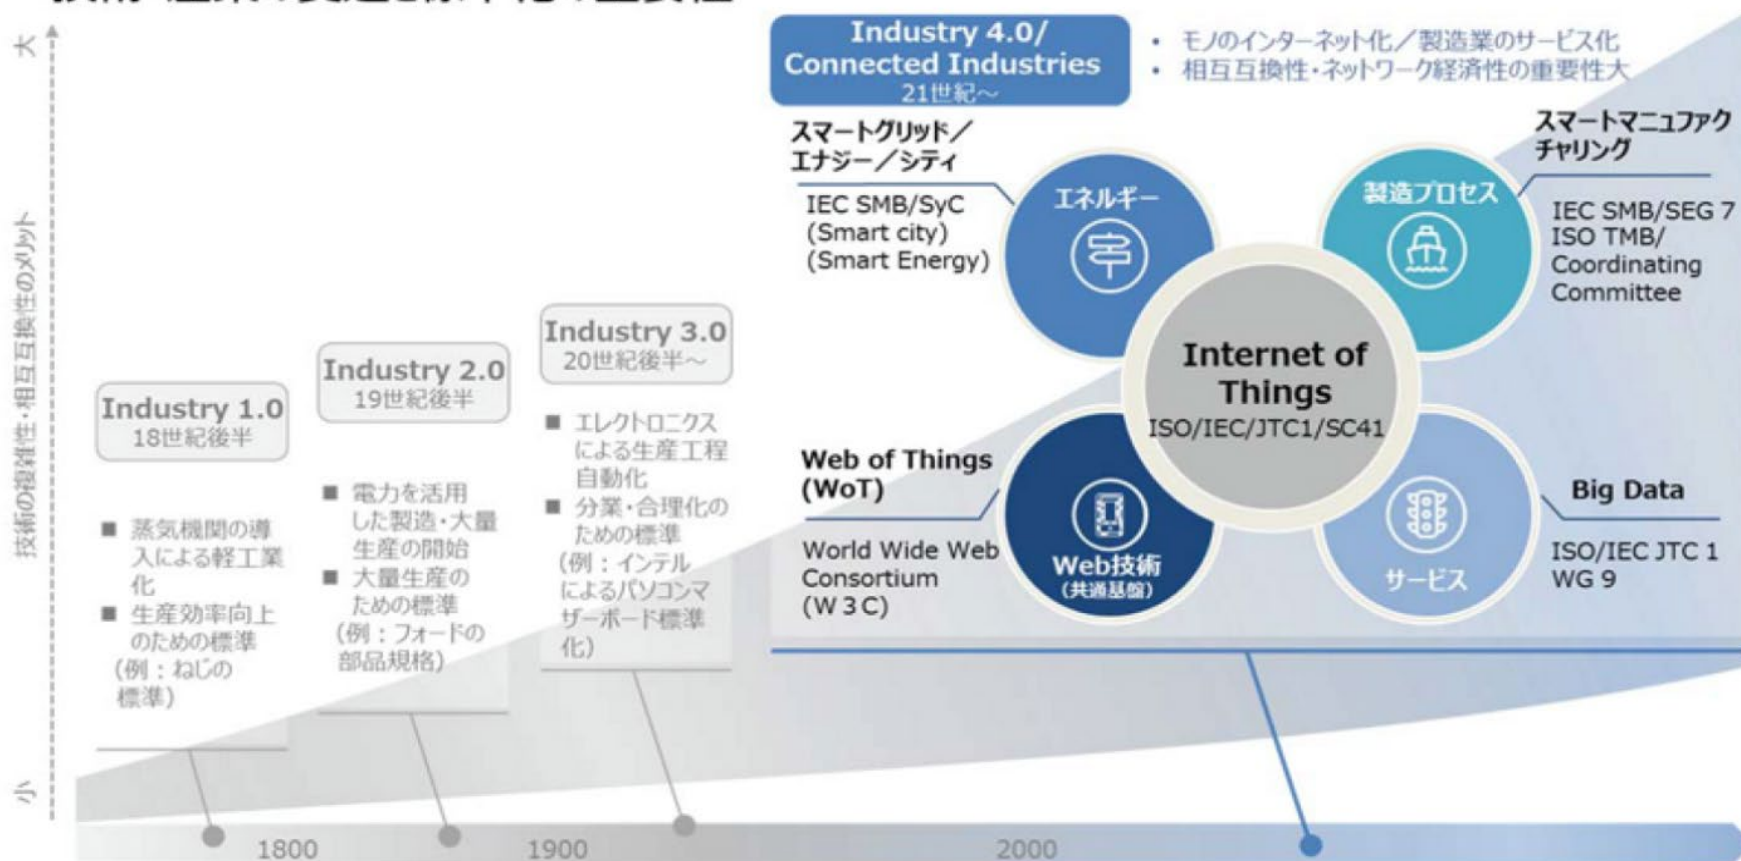 大
技術の複雑性・相互互換性のメリット
小
Industry 1.0
18世紀後半
■ 蒸気機関の導
入による軽工業
化
■ 生産効率向上
のための標準
(例：ねじの
標準)
Industry 2.0
19世紀後半
■ 電力を活用
した製造・大量
生産の開始
■ 大量生産の
ための標準
(例：フォードの
部品規格)
Industry 3.0
20世紀後半～
■ エレクトロニクス
による生産工程
自動化
■ 分業・合理化の
ための標準
(例：インテル
によるパソコンマ
ザーボード標準
化)
Industry 4.0/
Connected Industries
21世紀～
• モノのインターネット化／製造業のサービス化
• 相互互換性・ネットワーク経済性の重要性大
スマートグリッド／
エナジー／シティ
IEC SMB/SyC
(Smart city)
(Smart Energy)
エネルギー
製造プロセス
スマートマニュファク
チャリング
IEC SMB/SEG 7
ISO TMB/
Coordinating
Committee
Internet of
Things
ISO/IEC/JTC1/SC41
Web of Things
(WoT)
World Wide Web
Consortium
(W３C)
Web技術
(共通基盤)
サービス
Big Data
ISO/IEC JTC 1
WG 9
1800
1900
2000